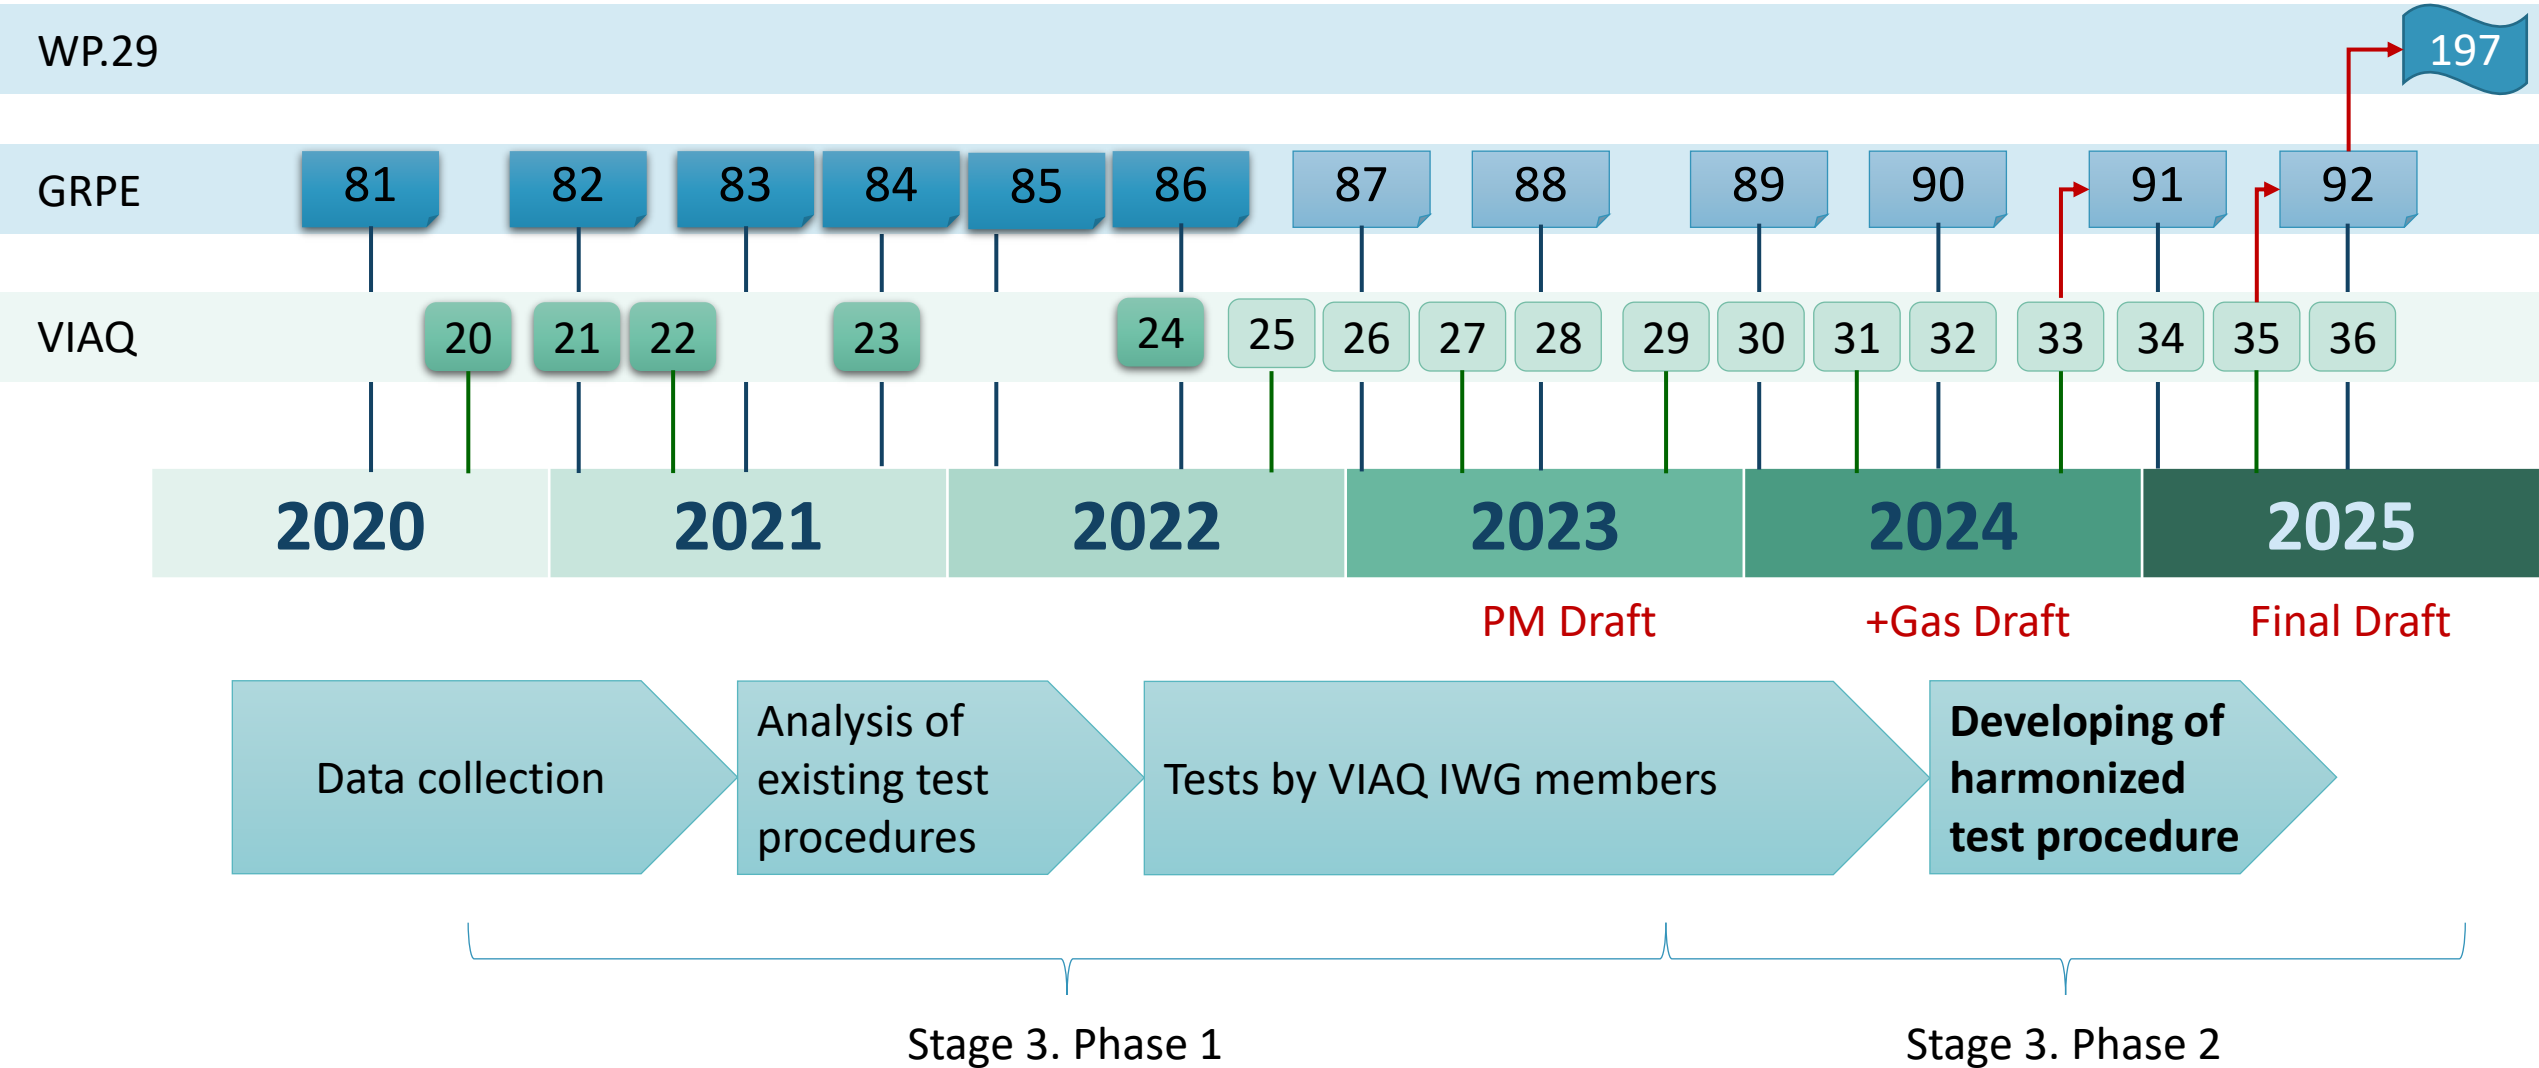 WP.29
197
GRPE
81 82 83 84 85 86 87 88 89 90 91 92
VIAQ
20 21 22 23 24 25 26 27 28 29 30 31 32 33 34 35 36
2020 2021 2022 2023 2024 2025
PM Draft
+Gas Draft
Final Draft
Data collection
Analysis of
existing test
procedures
Tests by VIAQ IWG members
Developing of
harmonized
test procedure
Stage 3. Phase 1
Stage 3. Phase 2